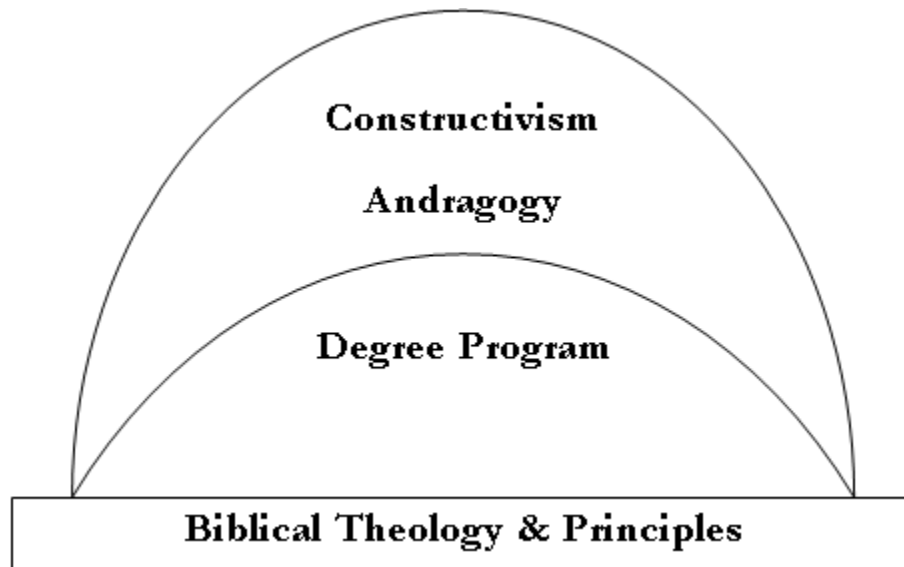 Constructivism
Andragogy
Degree Program
Biblical Theology & Principles